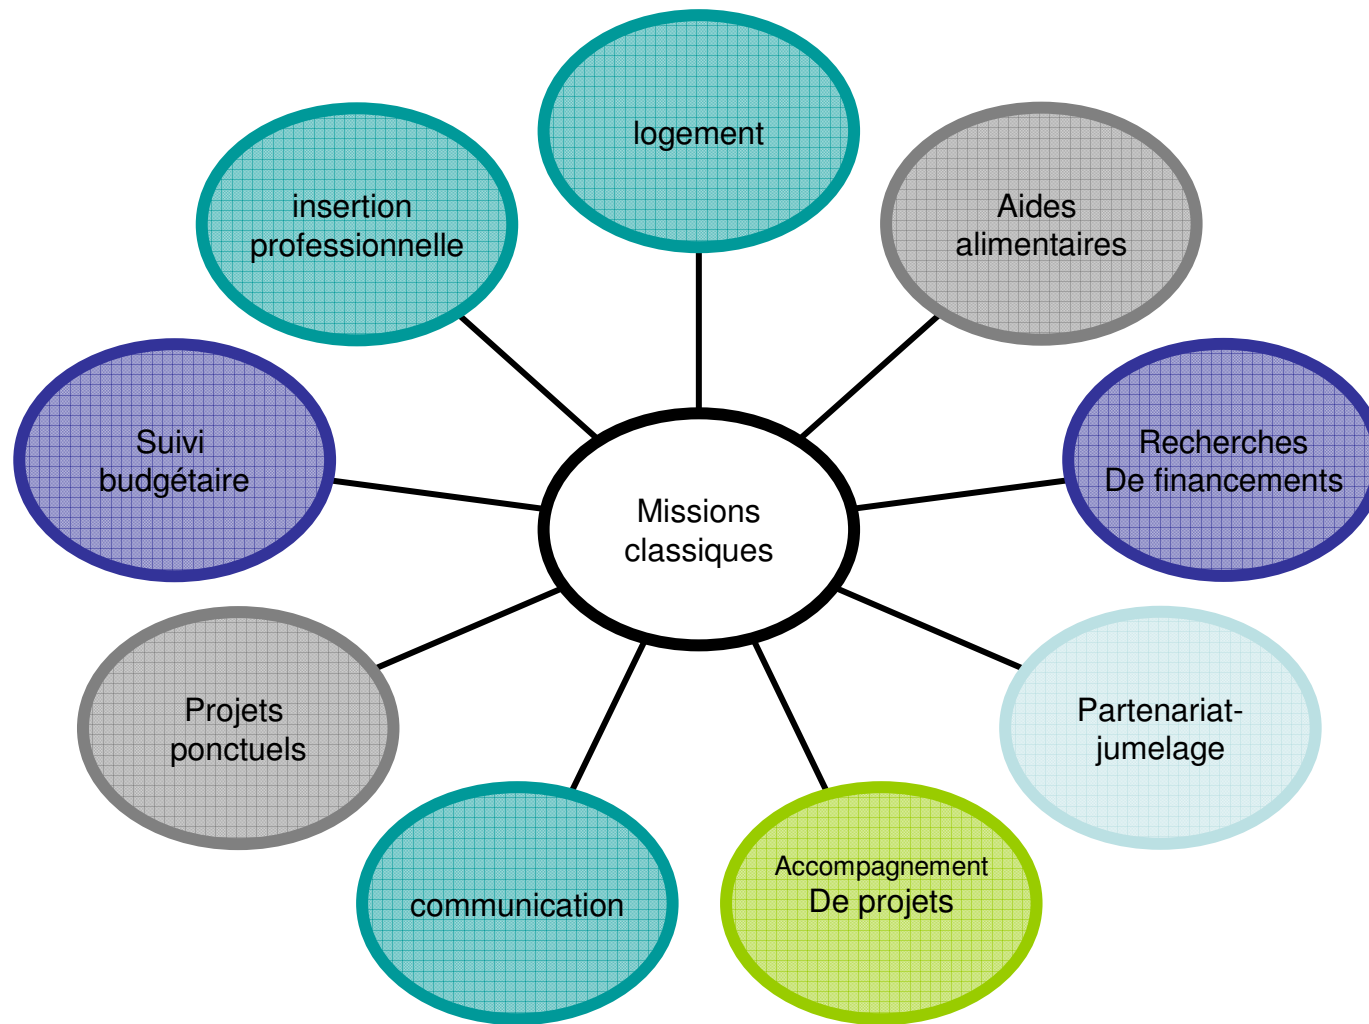 logement
insertion
professionnelle
Aides
alimentaires
Suivi
budgétaire
Recherches
De financements
Missions
classiques
Projets
ponctuels
Partenariat-
jumelage
communication
Accompagnement
De projets